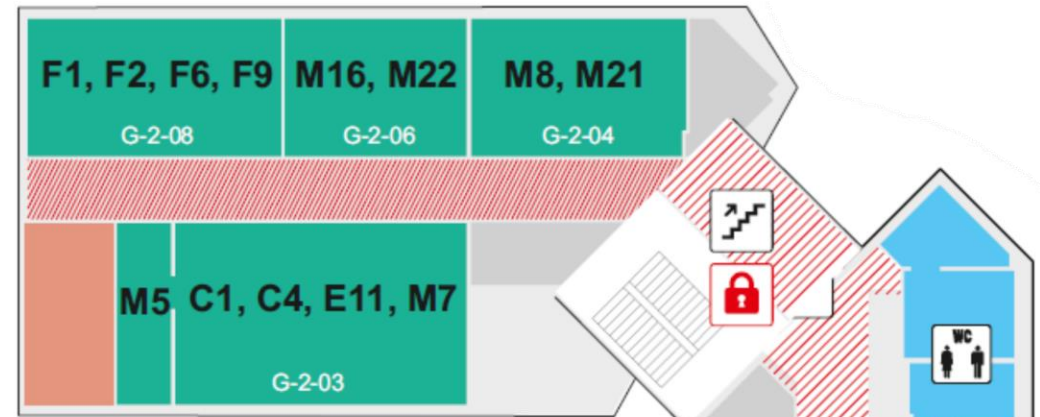 F1, F2, F6, F9
G-2-08
M16, M22
G-2-06
M8, M21
G-2-04
M5
C1, C4, E11, M7
G-2-03
WC